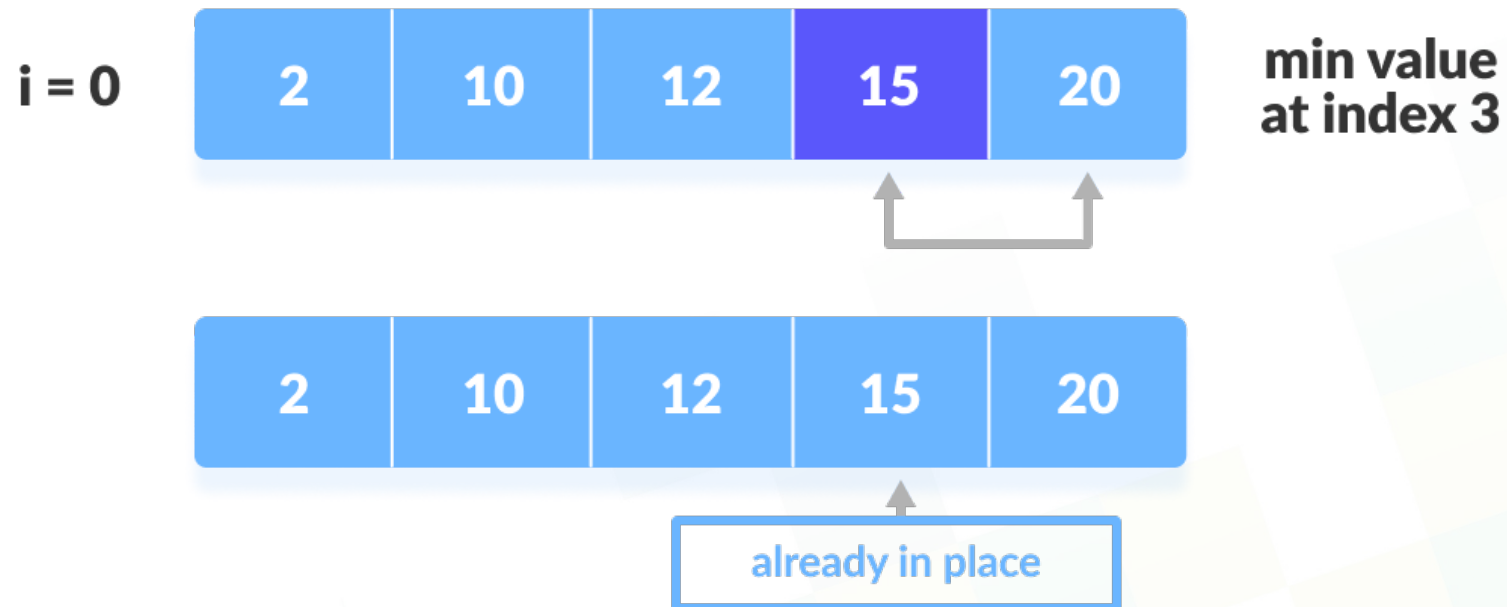 i = 0
2 10 12 15 20
min value
at index 3
2 10 12 15 20
already in place